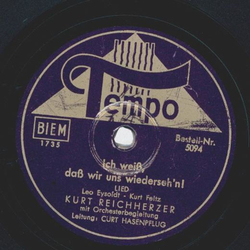 Tempo
BIEM
1735
Bestell-Nr.
5094
Ich weiß,
daß wir uns wiederseh'n!
LIED
Leo Eysoldt - Kurt Feltz
KURT REICHHERZER
mit Orchesterbegleitung
Leitung: CURT HASENPFLUG